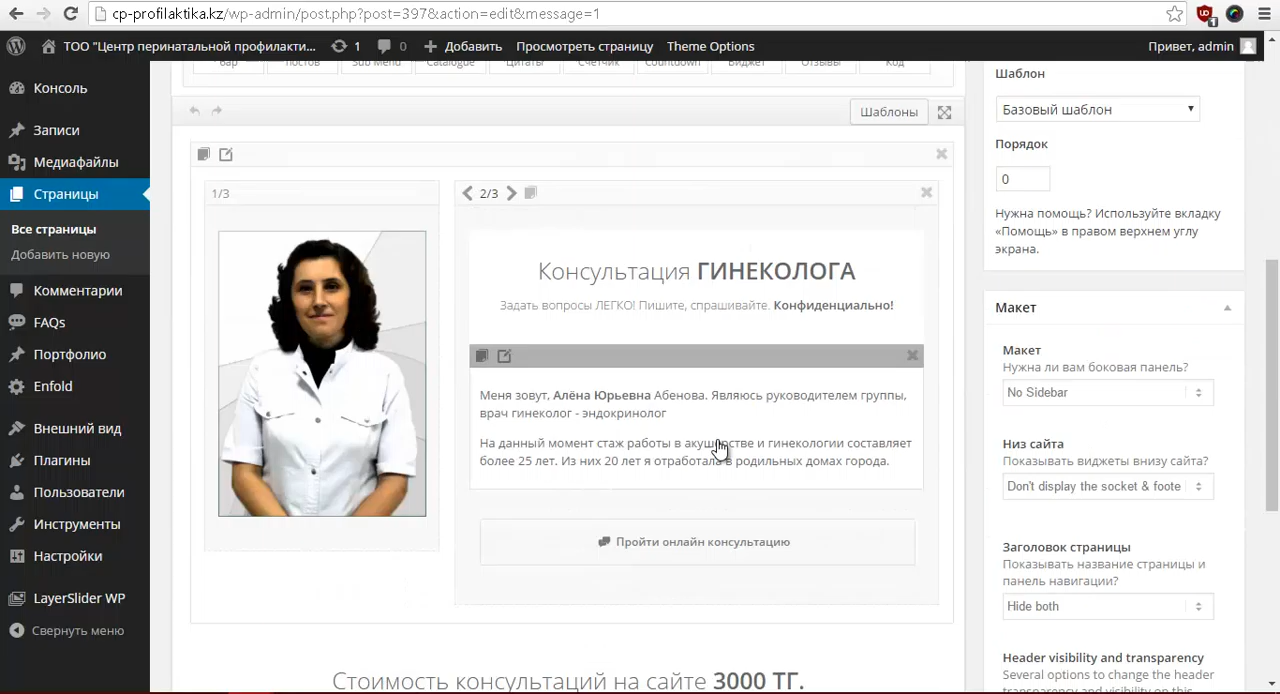 cp-profilaktika.kz/wp-admin/post.php?post=397&action=edit&message=1
ТОО "Центр перинатальной профилакти... 1 0 Добавить Просмотреть страницу Theme Options Привет, admin
Консоль
Записи
Медиафайлы
Страницы
Все страницы
Добавить новую
Комментарии
FAQs
Портфолио
Enfold
Внешний вид
Плагины
Пользователи
Инструменты
Настройки
LayerSlider WP
Свернуть меню
бар постов Sub Menu Catalogue Цитаты Счетчик Countdown Виджет Отзывы Код
Шаблоны
1/3
2/3
Консультация ГИНЕКОЛОГА
Задать вопросы ЛЕГКО! Пишите, спрашивайте. Конфиденциально!
Меня зовут, Алёна Юрьевна Абенова. Являюсь руководителем группы,
врач гинеколог - эндокринолог
На данный момент стаж работы в акушерстве и гинекологии составляет
более 25 лет. Из них 20 лет я отработала в родильных домах города.
Пройти онлайн консультацию
Стоимость консультаций на сайте 3000 ТГ.
Шаблон
Базовый шаблон
Порядок
0
Нужна помощь? Используйте вкладку
«Помощь» в правом верхнем углу
экрана.
Макет
Макет
Нужна ли вам боковая панель?
No Sidebar
Низ сайта
Показывать виджеты внизу сайта?
Don't display the socket & foote
Заголовок страницы
Показывать название страницы и
панель навигации?
Hide both
Header visibility and transparency
Several options to change the header
transparency and visibility on this